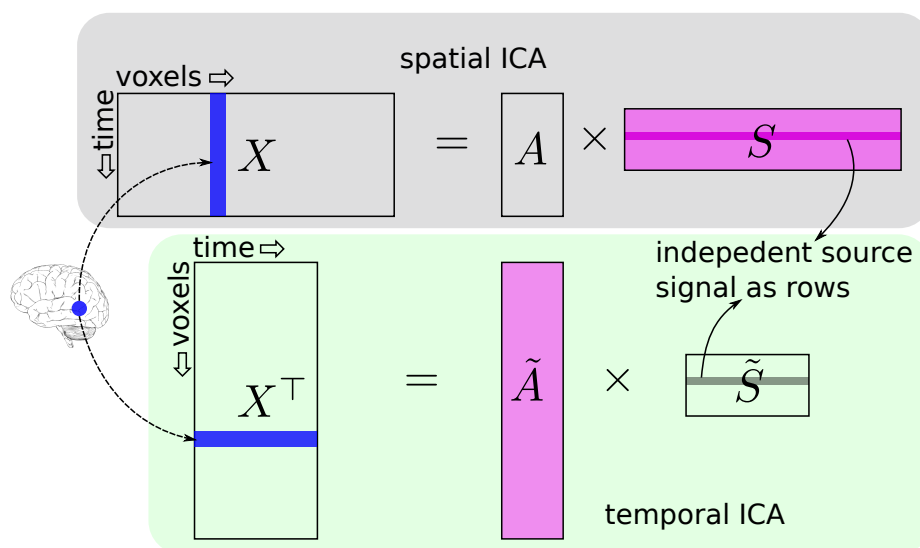 spatial ICA
voxels ⇨
⇦time
X = A × S
time ⇨
indepedent source
signal as rows
⇦voxels
X⊤ = Ã × S̃
temporal ICA